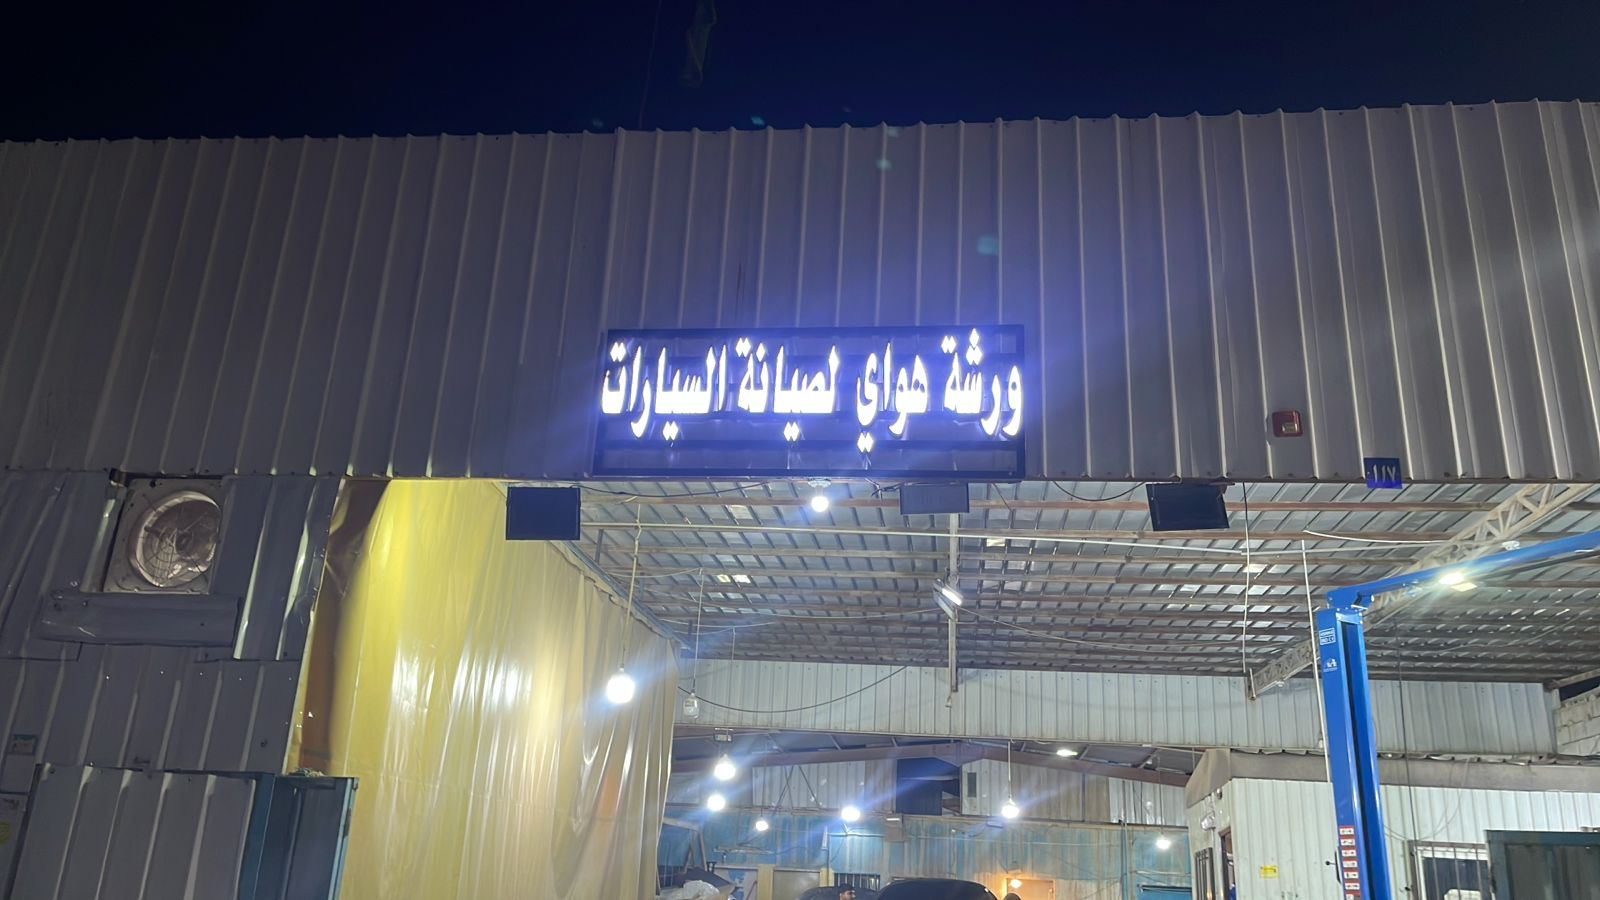 ورشة هواي لصيانة السيارات
١١٧